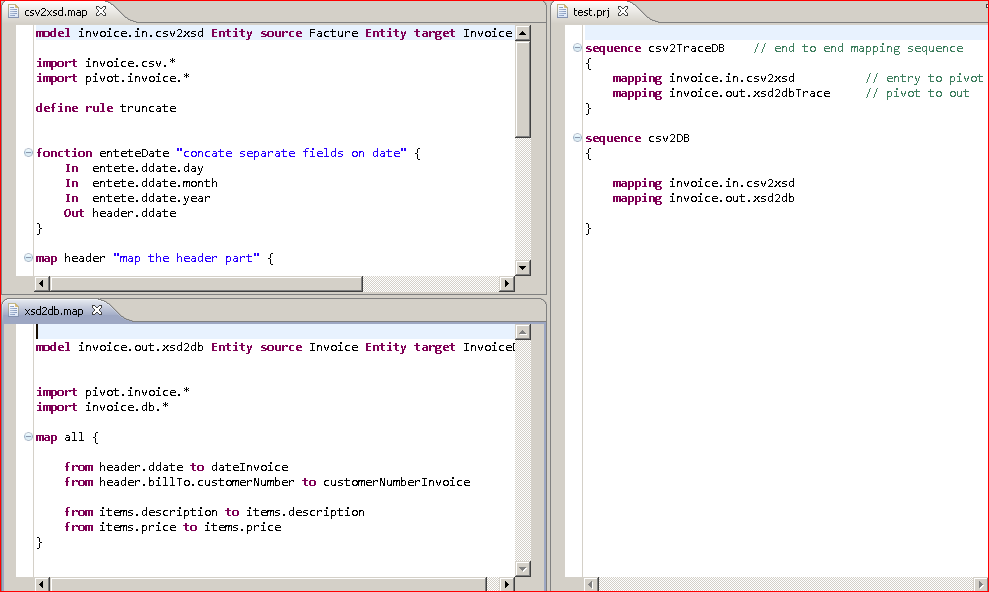 csv2xsd.map
model invoice.in.csv2xsd Entity source Facture Entity target Invoice
import invoice.csv.*
import pivot.invoice.*
define rule truncate
fonction enteteDate "concate separate fields on date" {
In entete.ddate.day
In entete.ddate.month
In entete.ddate.year
Out header.ddate
}
map header "map the header part" {
xsd2db.map
model invoice.out.xsd2db Entity source Invoice Entity target Invoice
import pivot.invoice.*
import invoice.db.*
map all {
from header.ddate to dateInvoice
from header.billTo.customerNumber to customerNumberInvoice
from items.description to items.description
from items.price to items.price
}
test.prj
sequence csv2TraceDB // end to end mapping sequence
{
mapping invoice.in.csv2xsd // entry to pivot
mapping invoice.out.xsd2dbTrace // pivot to out
}
sequence csv2DB
{
mapping invoice.in.csv2xsd
mapping invoice.out.xsd2db
}